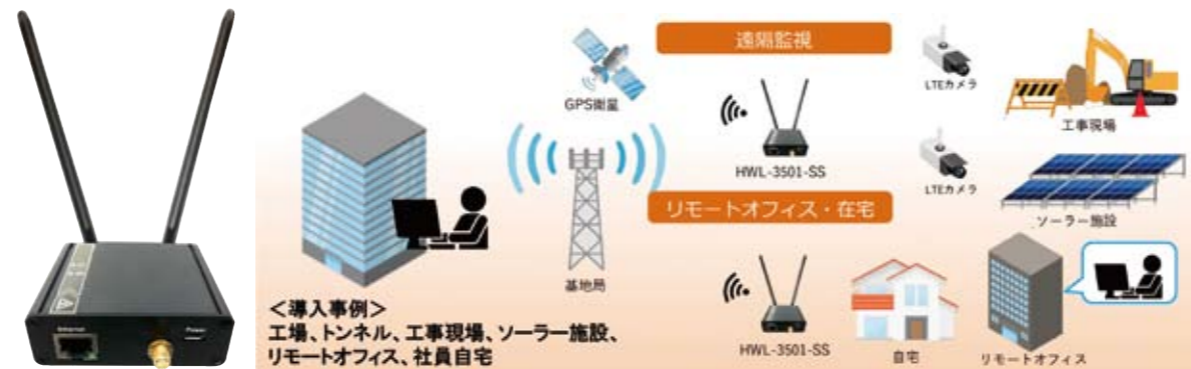 Ethernet
Power
遠隔監視
GPS衛星
HWL-3501-SS
LTEカメラ
工事現場
LTEカメラ
ソーラー施設
リモートオフィス・在宅
基地局
HWL-3501-SS
自宅
リモートオフィス
<導入事例>
工場、トンネル、工事現場、ソーラー施設、
リモートオフィス、社員自宅